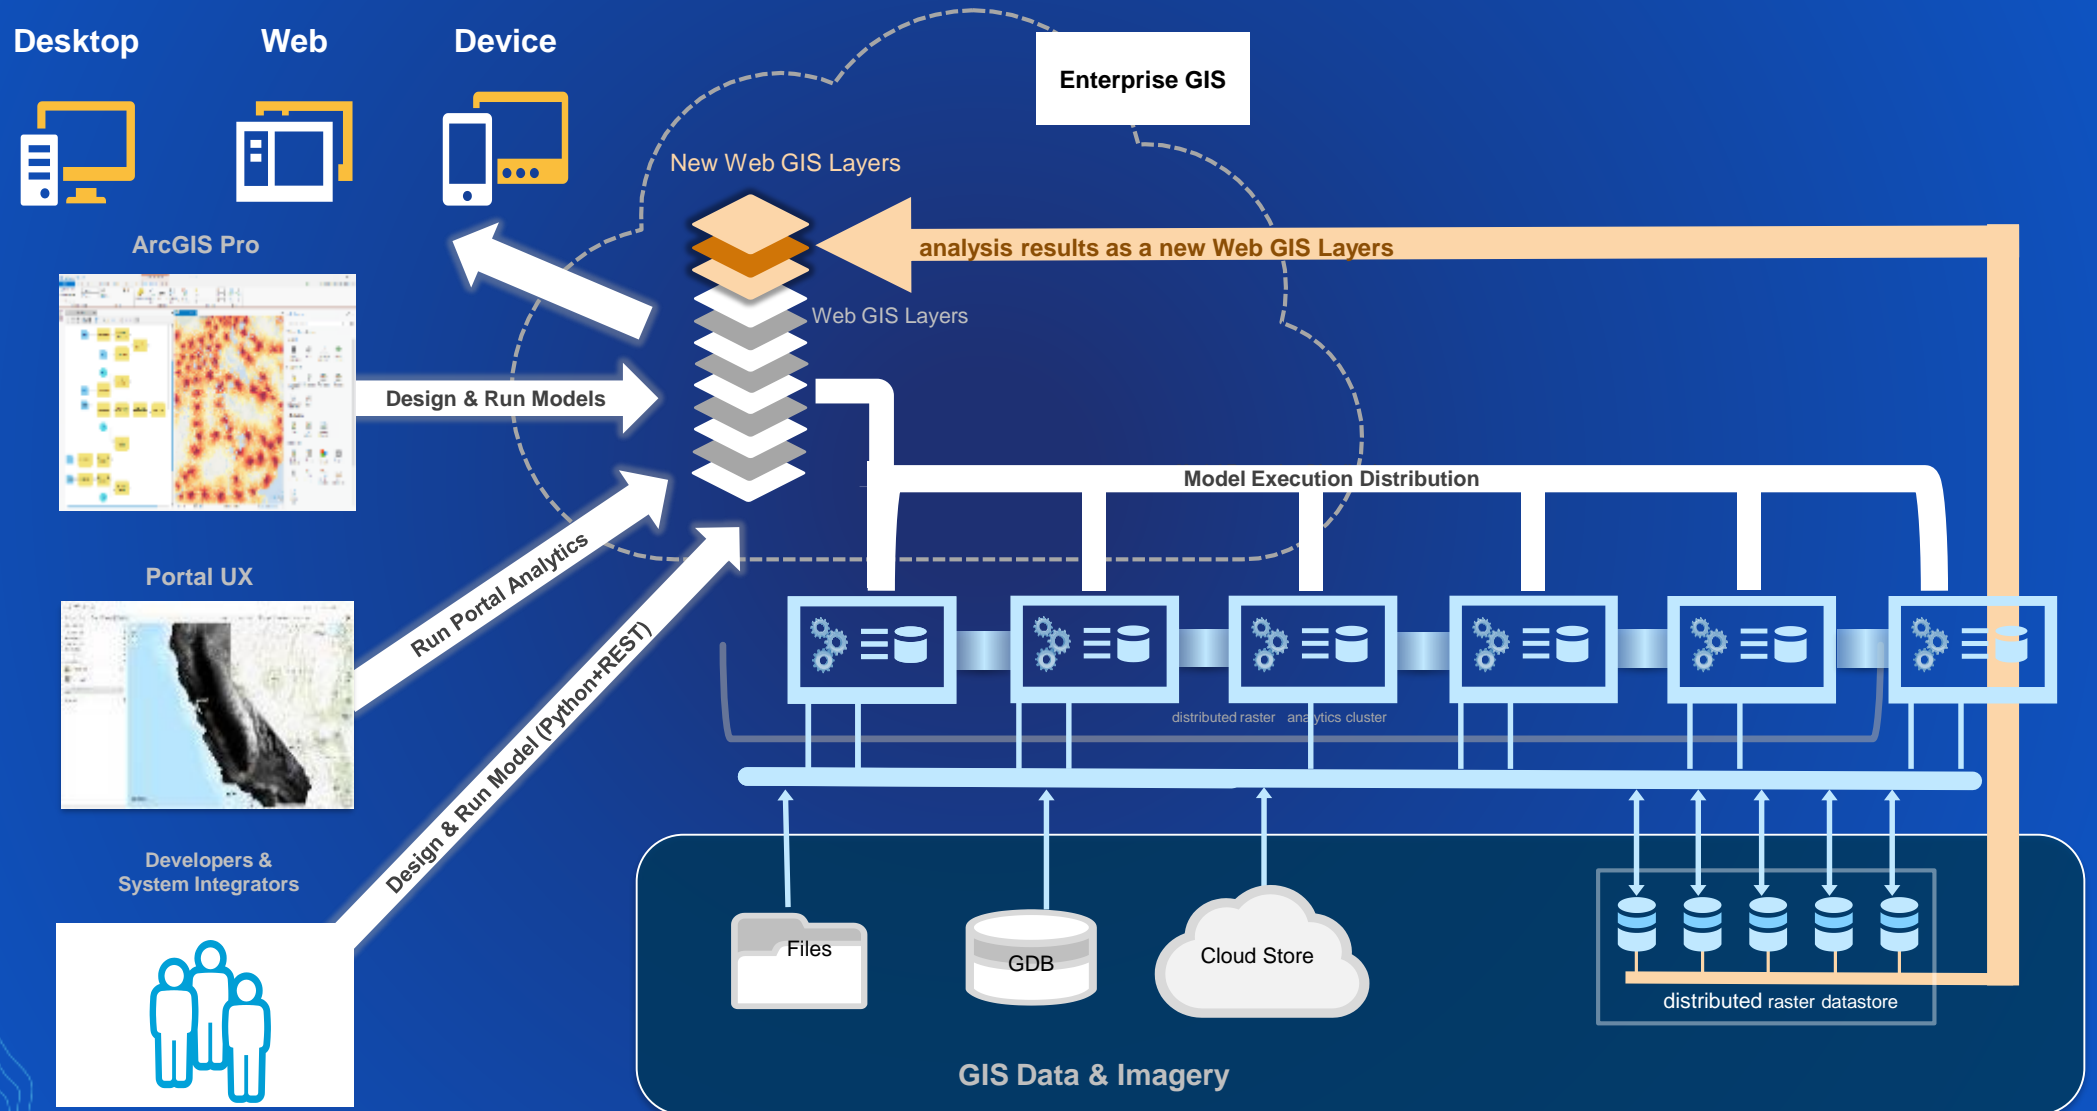 Desktop
Web
Device
Enterprise GIS
New Web GIS Layers
ArcGIS Pro
analysis results as a new Web GIS Layers
Web GIS Layers
Design & Run Models
Model Execution Distribution
Run Portal Analytics
Portal UX
Design & Run Model (Python+REST)
distributed raster analytics cluster
Developers &
System Integrators
Files
GDB
Cloud Store
distributed raster datastore
GIS Data & Imagery